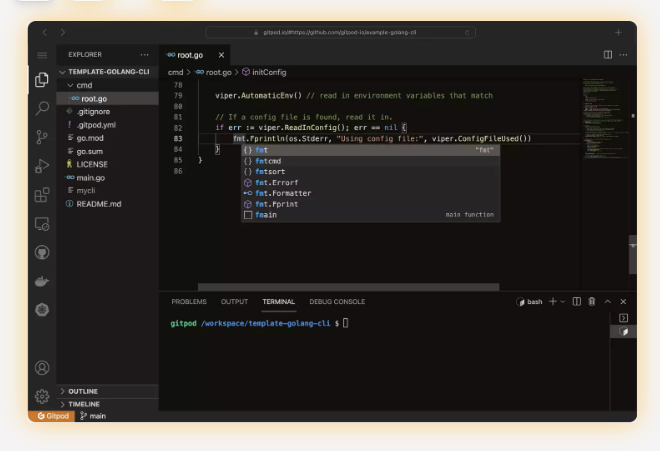 gitpod.io/#https://github.com/gitpod-io/example-golang-cli
EXPLORER ···
TEMPLATE-GOLANG-CLI
cmd
root.go
.gitignore
.gitpod.yml
go.mod
go.sum
LICENSE
main.go
mycli
README.md
OUTLINE
TIMELINE
root.go ×
cmd > root.go > initConfig
78
79 viper.AutomaticEnv() // read in environment variables that match
80
81 // If a config file is found, read it in.
82 if err := viper.ReadInConfig(); err == nil {
83 fmt.Fprintln(os.Stderr, "Using config file:", viper.ConfigFileUsed())
84 }
85 }
86
{} fmt "fmt"
{} fmtcmd
{} fmtsort
fmt.Errorf
fmt.Formatter
fmt.Fprint
fmain main function
PROBLEMS OUTPUT TERMINAL DEBUG CONSOLE bash
gitpod /workspace/template-golang-cli $
Gitpod main